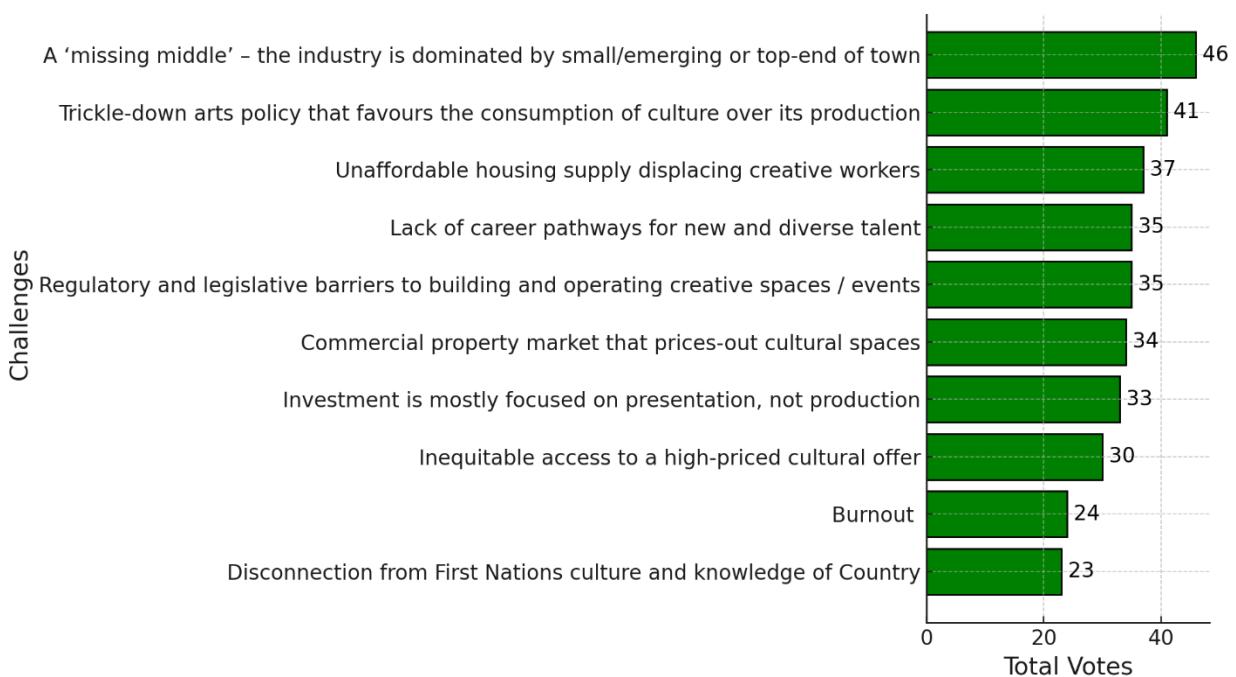 A ‘missing middle’ – the industry is dominated by small/emerging or top-end of town 46
Trickle-down arts policy that favours the consumption of culture over its production 41
Unaffordable housing supply displacing creative workers 37
Lack of career pathways for new and diverse talent 35
Regulatory and legislative barriers to building and operating creative spaces / events 35
Commercial property market that prices-out cultural spaces 34
Investment is mostly focused on presentation, not production 33
Inequitable access to a high-priced cultural offer 30
Burnout 24
Disconnection from First Nations culture and knowledge of Country 23
Challenges
0 20 40
Total Votes